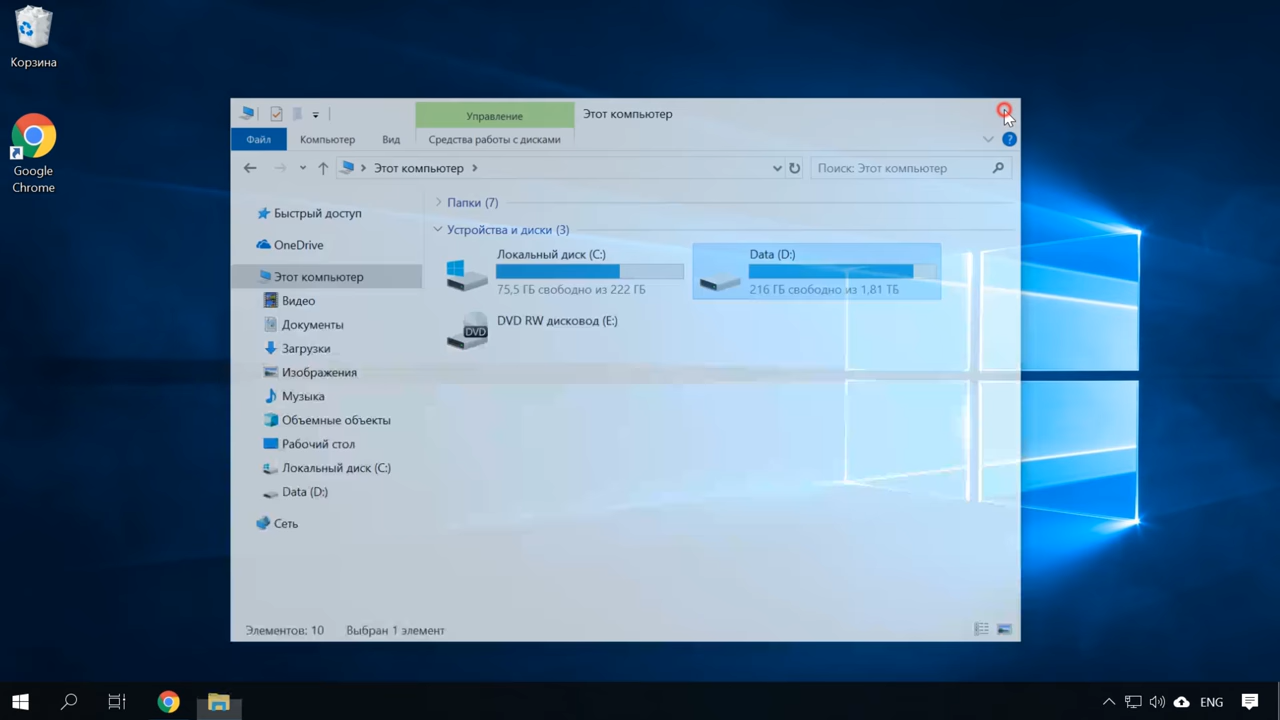 Корзина
Google
Chrome
Управление
Этот компьютер
Файл
Компьютер
Вид
Средства работы с дисками
?
Этот компьютер
Поиск: Этот компьютер
Быстрый доступ
OneDrive
Этот компьютер
Видео
Документы
Загрузки
Изображения
Музыка
Объемные объекты
Рабочий стол
Локальный диск (C:)
Data (D:)
Сеть
Папки (7)
Устройства и диски (3)
Локальный диск (C:)
75,5 ГБ свободно из 222 ГБ
Data (D:)
216 ГБ свободно из 1,81 ТБ
DVD
DVD RW дисковод (E:)
Элементов: 10
Выбран 1 элемент
ENG